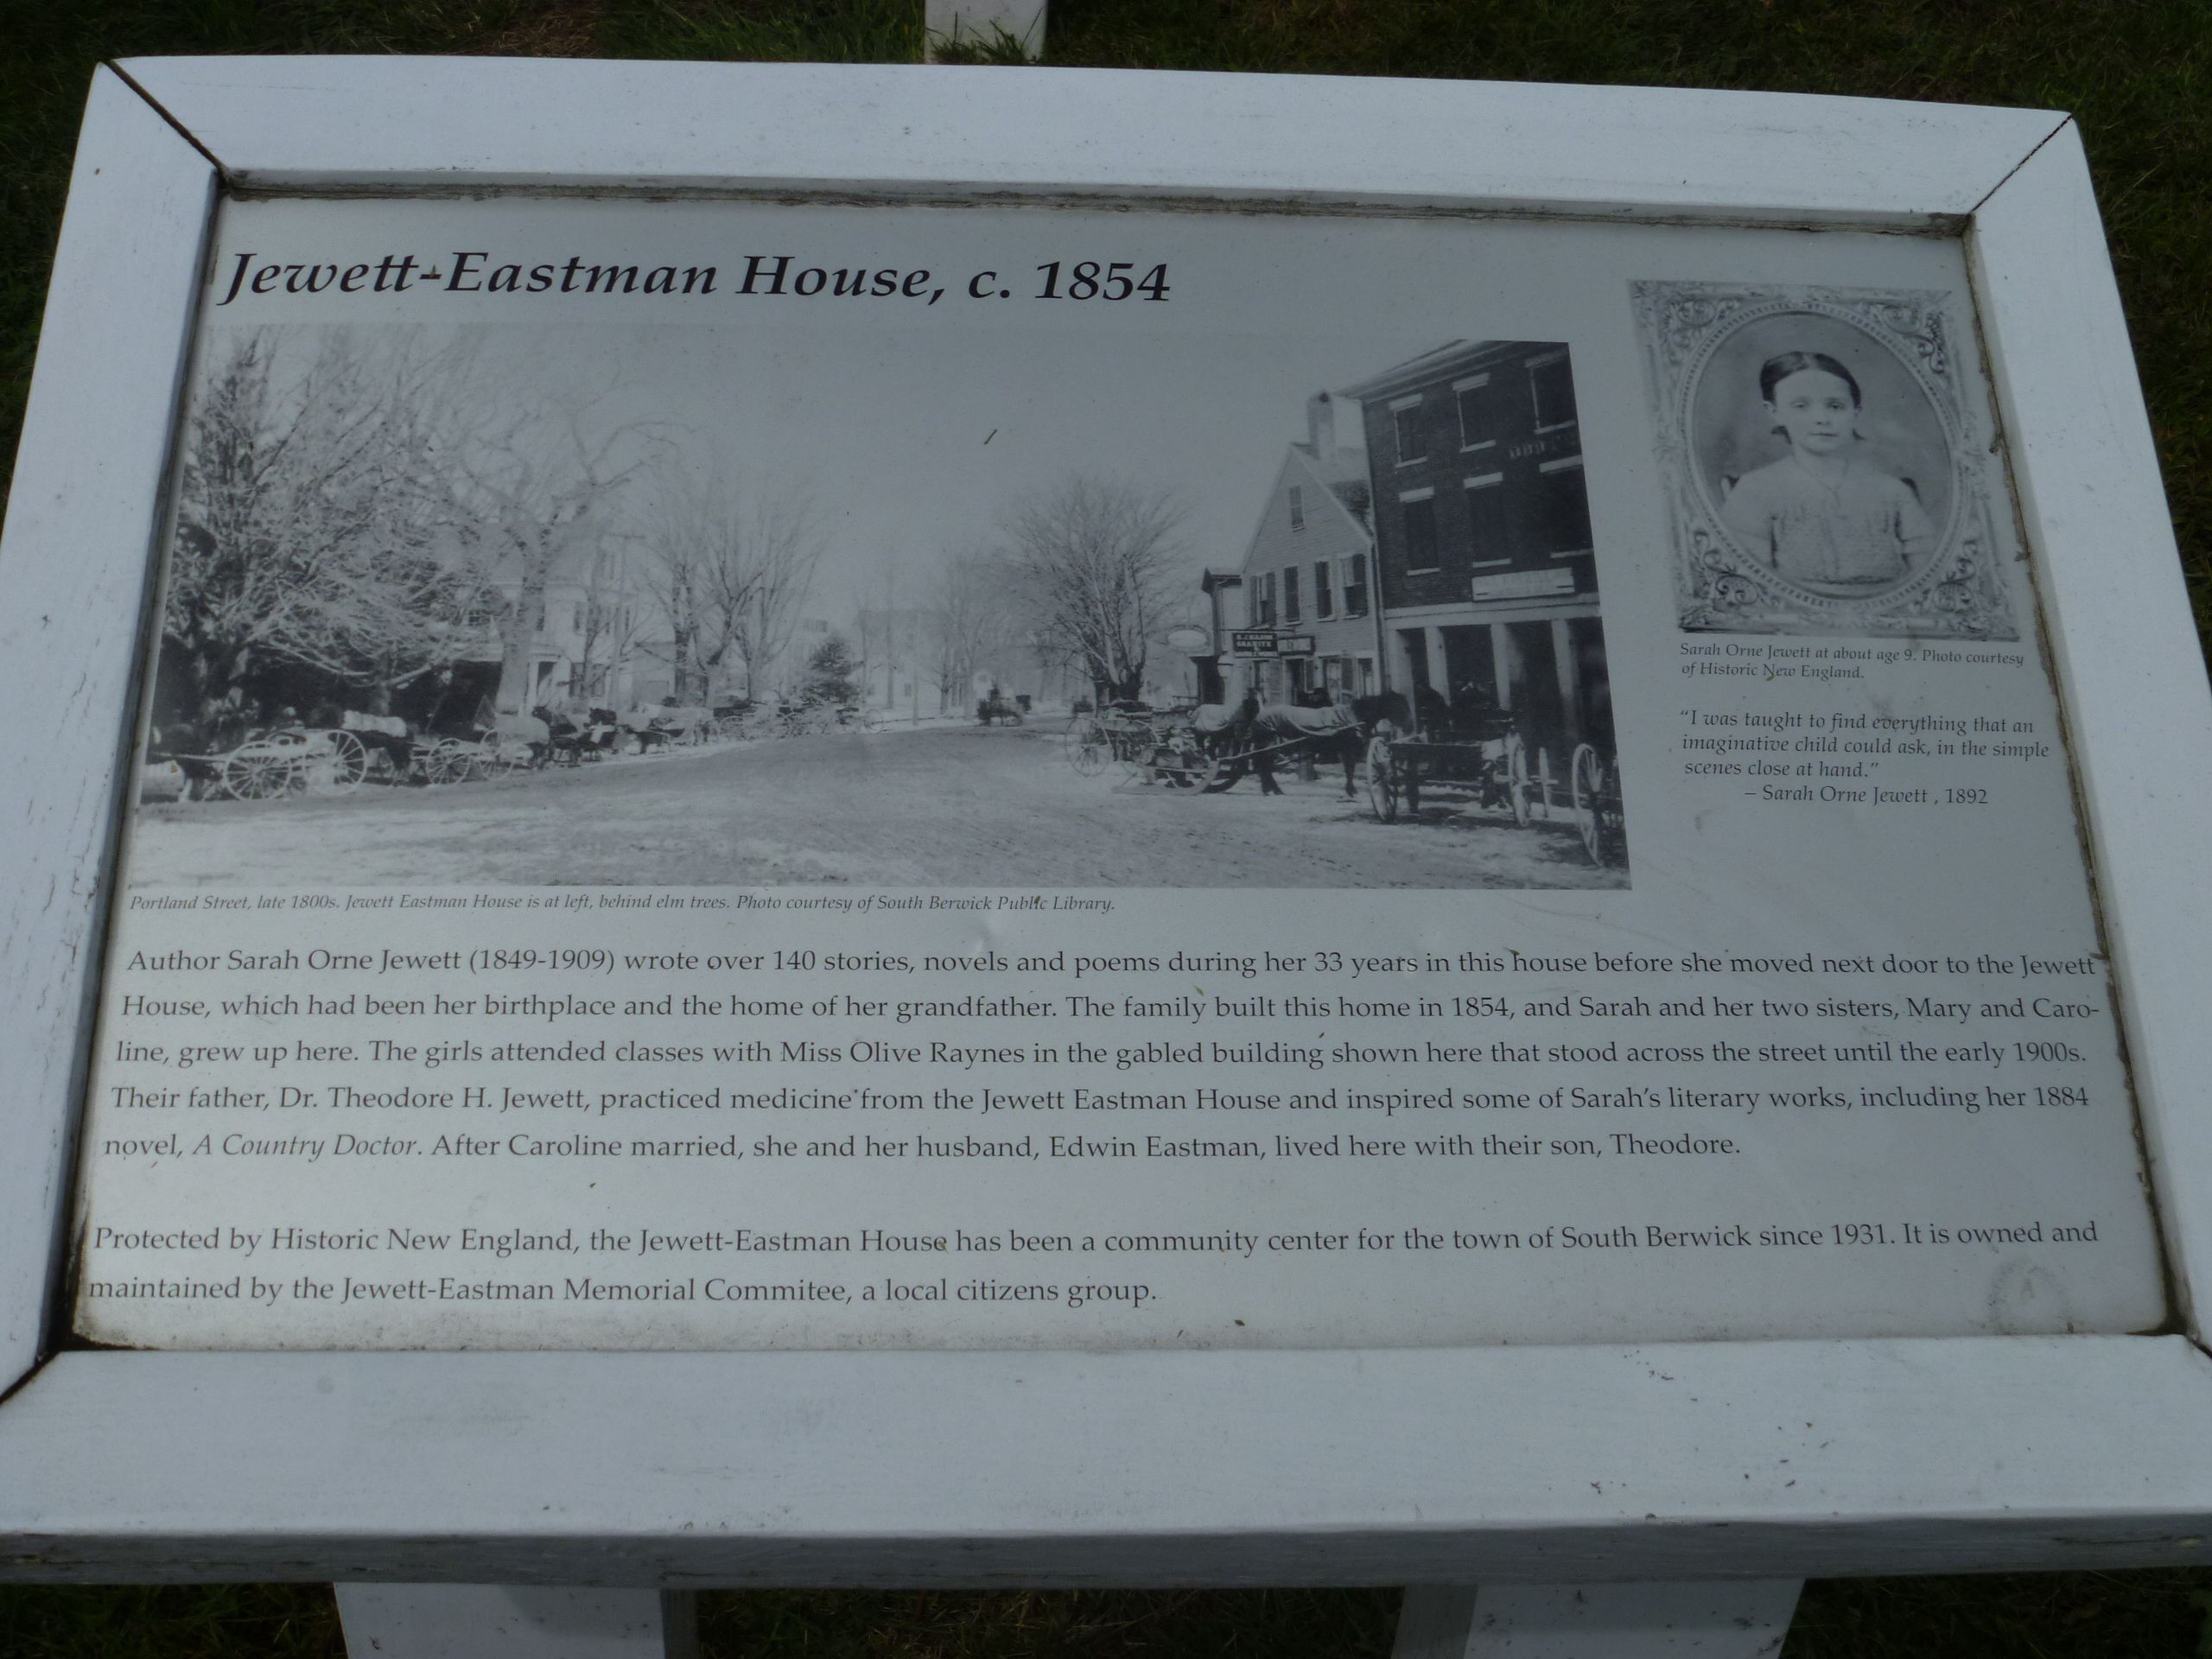 Jewett-Eastman House, c. 1854
Portland Street, late 1800s. Jewett Eastman House is at left, behind elm trees. Photo courtesy of South Berwick Public Library.
Sarah Orne Jewett at about age 9. Photo courtesy
of Historic New England.
“I was taught to find everything that an
imaginative child could ask, in the simple
scenes close at hand.”
– Sarah Orne Jewett , 1892
Author Sarah Orne Jewett (1849-1909) wrote over 140 stories, novels and poems during her 33 years in this house before she moved next door to the Jewett
House, which had been her birthplace and the home of her grandfather. The family built this home in 1854, and Sarah and her two sisters, Mary and Caro-
line, grew up here. The girls attended classes with Miss Olive Raynes in the gabled building shown here that stood across the street until the early 1900s.
Their father, Dr. Theodore H. Jewett, practiced medicine from the Jewett Eastman House and inspired some of Sarah’s literary works, including her 1884
novel, A Country Doctor. After Caroline married, she and her husband, Edwin Eastman, lived here with their son, Theodore.
Protected by Historic New England, the Jewett-Eastman House has been a community center for the town of South Berwick since 1931. It is owned and
maintained by the Jewett-Eastman Memorial Commitee, a local citizens group.